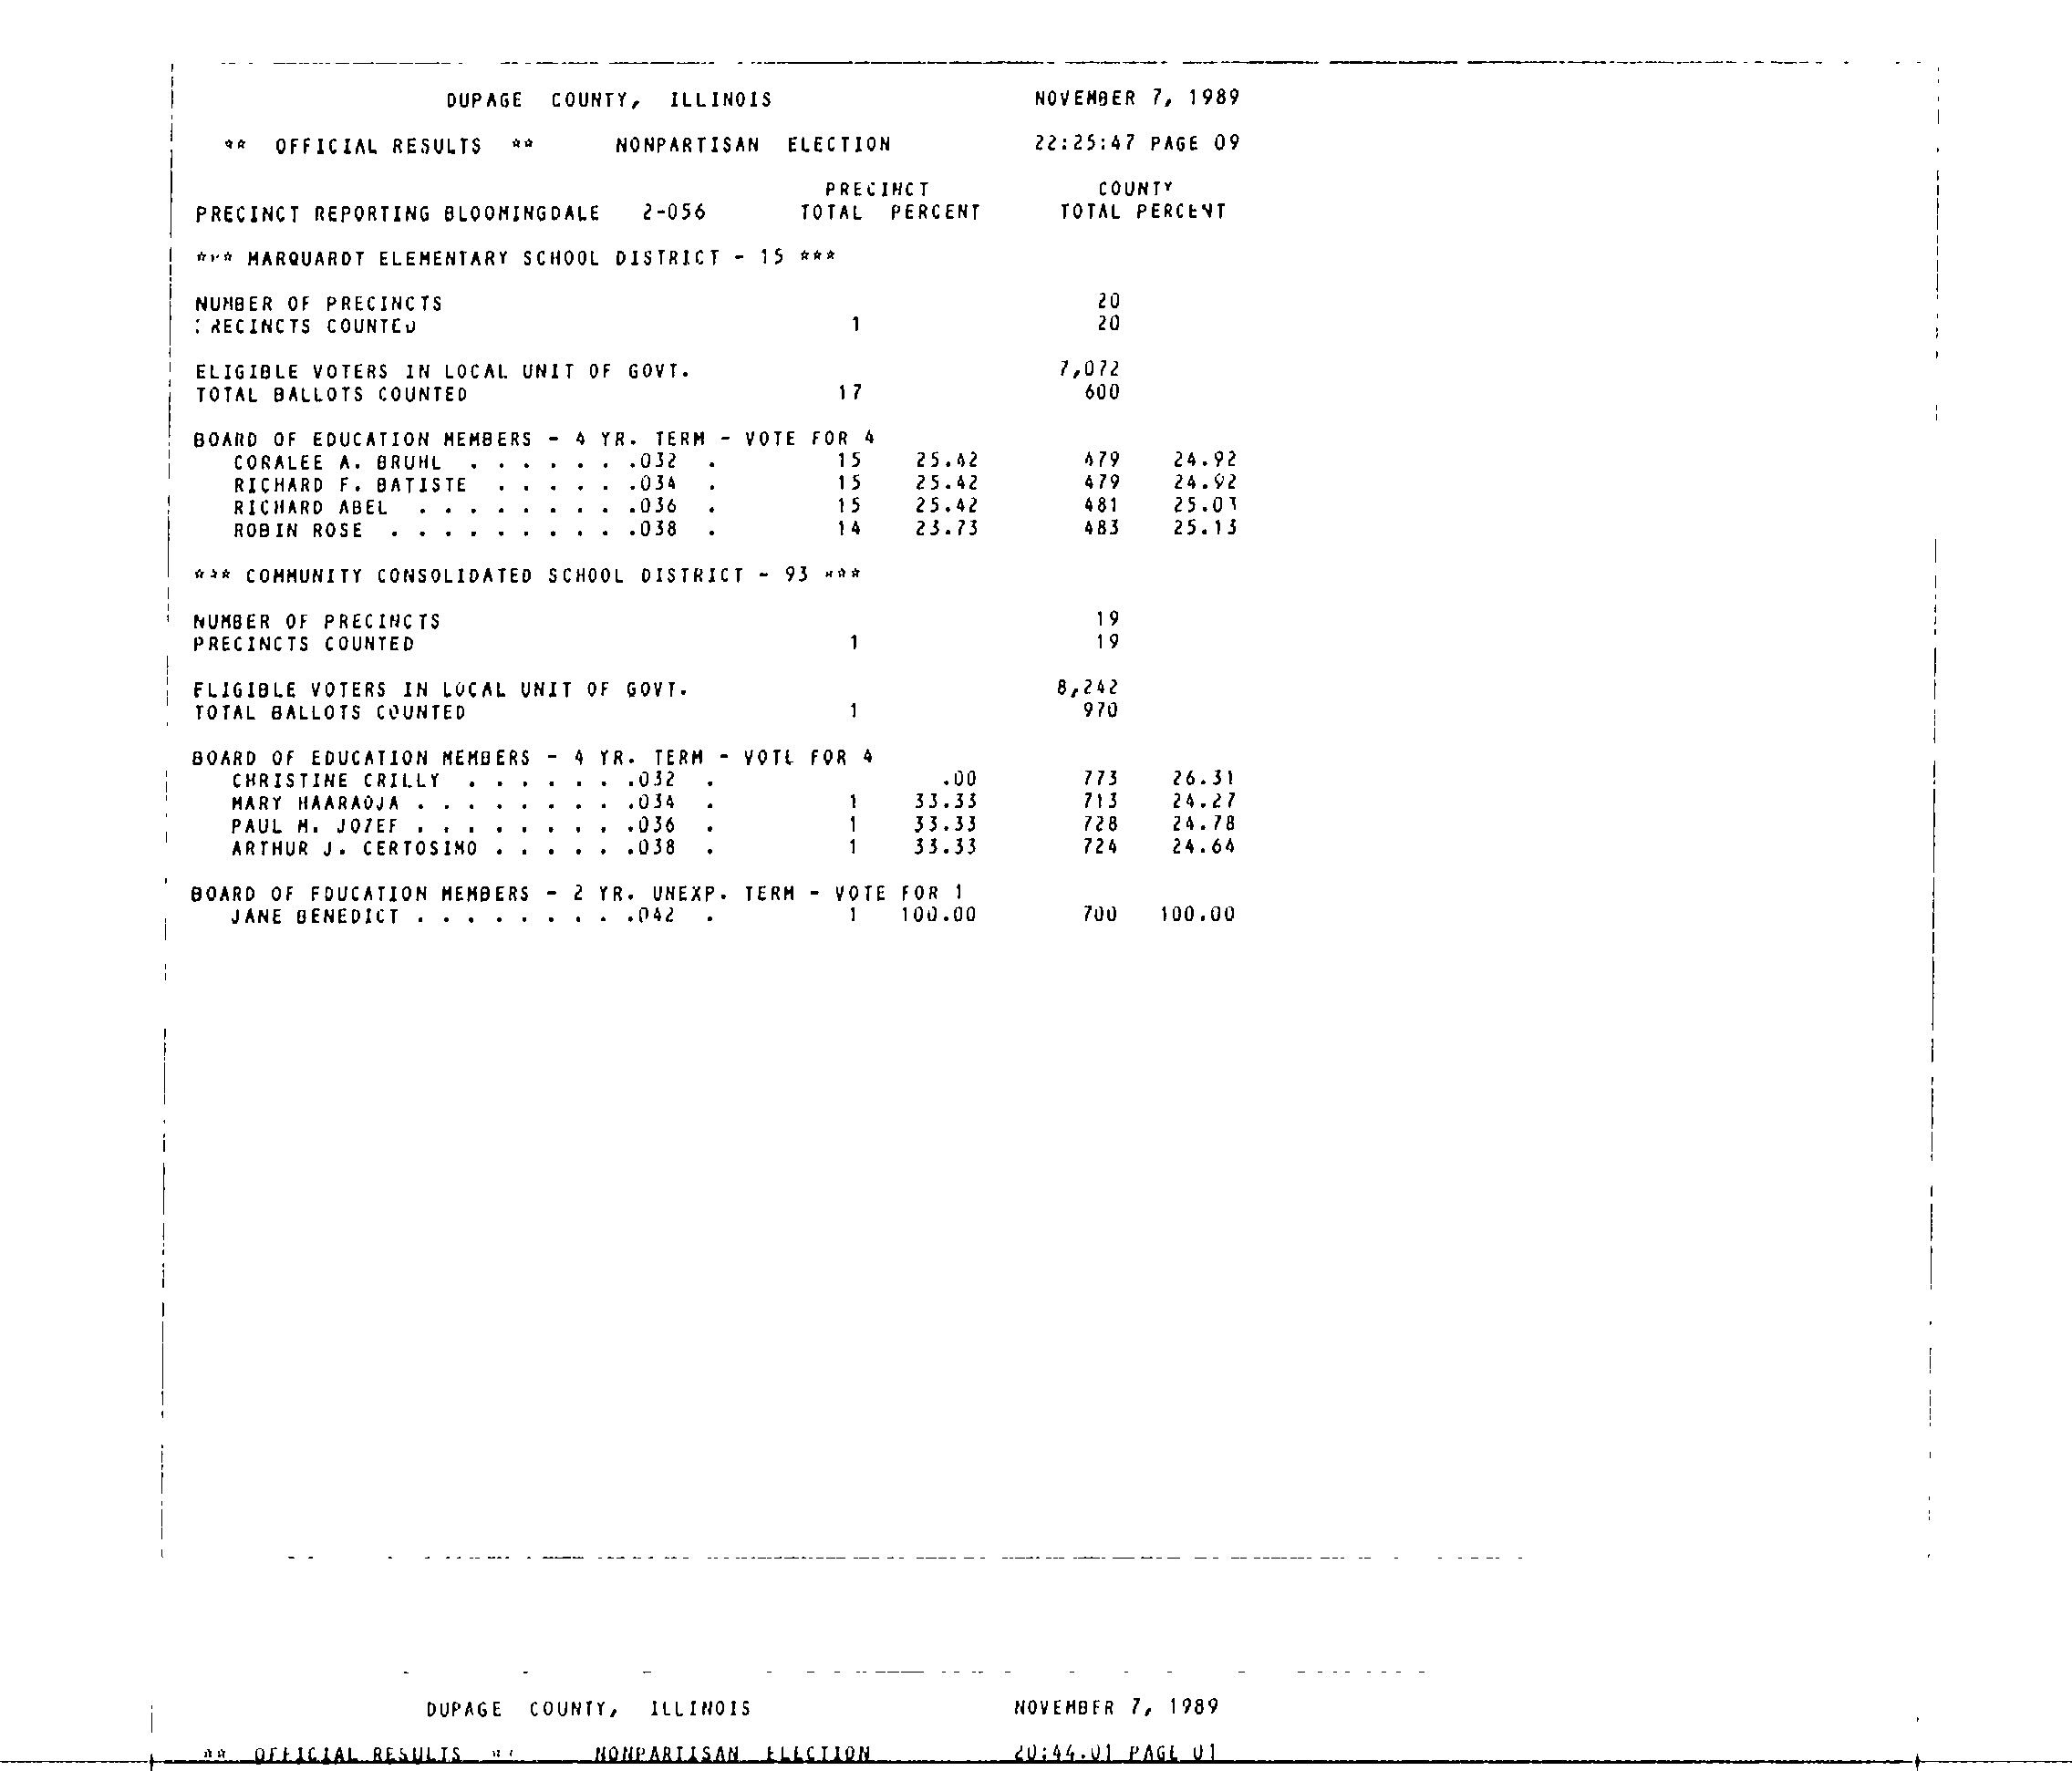 DUPAGE COUNTY, ILLINOIS NOVEMBER 7, 1989
** OFFICIAL RESULTS ** NONPARTISAN ELECTION 22:25:47 PAGE 09
PRECINCT COUNTY
PRECINCT REPORTING BLOOMINGDALE 2-056 TOTAL PERCENT TOTAL PERCENT
*** MARQUARDT ELEMENTARY SCHOOL DISTRICT - 15 ***
NUMBER OF PRECINCTS 20
PRECINCTS COUNTED 1 20
ELIGIBLE VOTERS IN LOCAL UNIT OF GOVT. 7,072
TOTAL BALLOTS COUNTED 17 600
BOARD OF EDUCATION MEMBERS - 4 YR. TERM - VOTE FOR 4
CORALEE A. BRUHL . . . . . . .032 . 15 25.42 479 24.92
RICHARD F. BATISTE . . . . . .034 . 15 25.42 479 24.92
RICHARD ABEL . . . . . . . . .036 . 15 25.42 481 25.03
ROBIN ROSE . . . . . . . . . .038 . 14 23.73 483 25.13
*** COMMUNITY CONSOLIDATED SCHOOL DISTRICT - 93 ***
NUMBER OF PRECINCTS 19
PRECINCTS COUNTED 1 19
ELIGIBLE VOTERS IN LOCAL UNIT OF GOVT. 8,242
TOTAL BALLOTS COUNTED 1 970
BOARD OF EDUCATION MEMBERS - 4 YR. TERM - VOTE FOR 4
CHRISTINE CRILLY . . . . . . .032 . .00 773 26.31
MARY HAARAOJA . . . . . . . . .034 . 1 33.33 713 24.27
PAUL M. JOZEF . . . . . . . . .036 . 1 33.33 728 24.78
ARTHUR J. CERTOSIMO . . . . . .038 . 1 33.33 724 24.64
BOARD OF EDUCATION MEMBERS - 2 YR. UNEXP. TERM - VOTE FOR 1
JANE BENEDICT . . . . . . . . .042 . 1 100.00 700 100.00
DUPAGE COUNTY, ILLINOIS NOVEMBER 7, 1989
** OFFICIAL RESULTS ** NONPARTISAN ELECTION 20:44:01 PAGE 01